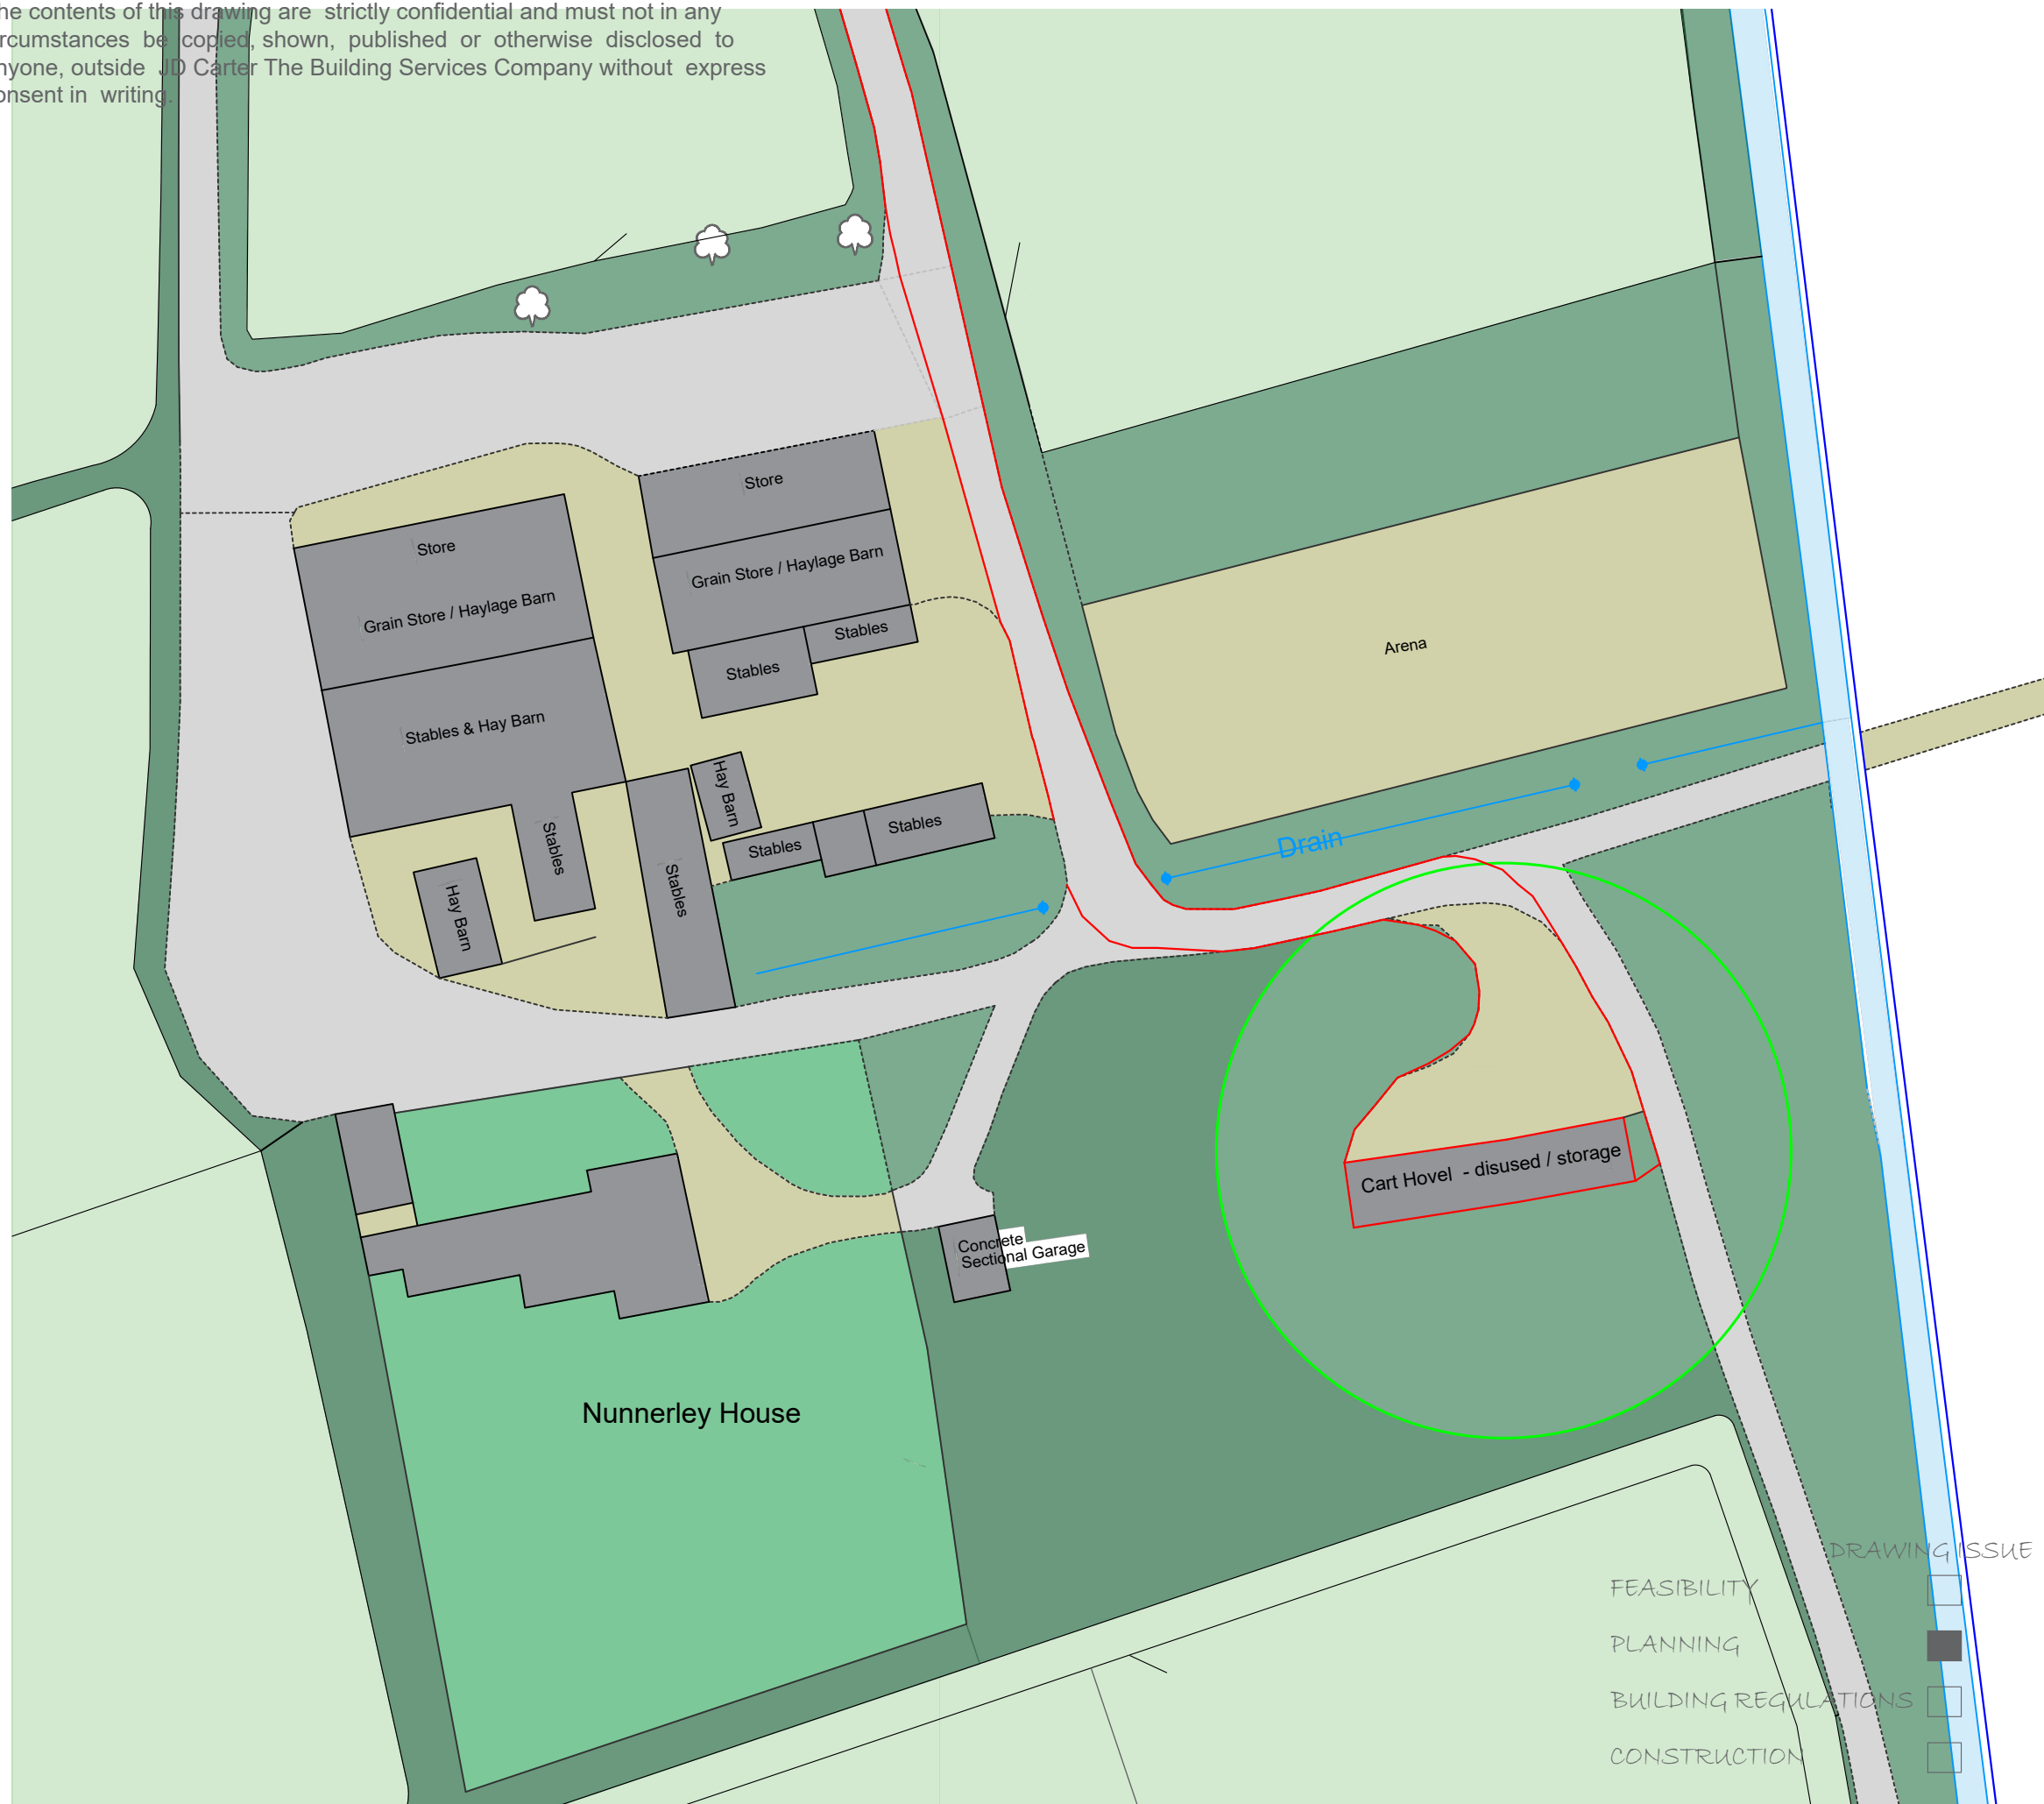 he contents of this drawing are strictly confidential and must not in any
rcumstances be copied, shown, published or otherwise disclosed to
nyone, outside JD Carter The Building Services Company without express
onsent in writing.
Store
Grain Store / Haylage Barn
Stables & Hay Barn
Store
Grain Store / Haylage Barn
Stables
Stables
Arena
Hay Barn
Stables
Stables
Stables
Stables
Hay Barn
Drain
Cart Hovel - disused / storage
Concrete
Sectional Garage
Nunnerley House
DRAWING ISSUE
FEASIBILITY
PLANNING
BUILDING REGULATIONS
CONSTRUCTION